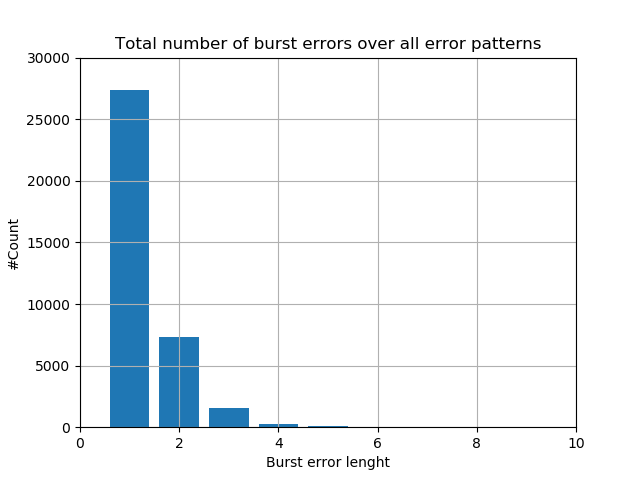 Total number of burst errors over all error patterns
30000
25000
20000
15000
10000
5000
0
#Count
0 2 4 6 8 10
Burst error lenght